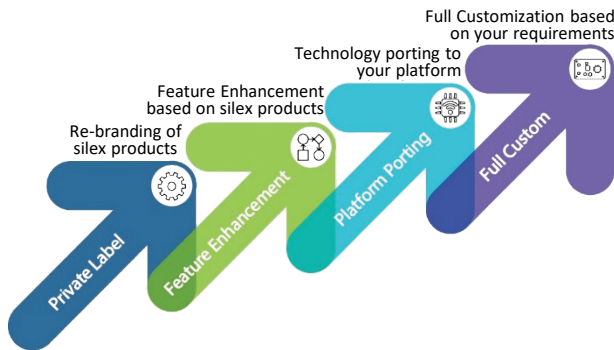 Full Customization based
on your requirements
Technology porting to
your platform
Feature Enhancement
based on silex products
Re-branding of
silex products
Private Label
Feature Enhancement
Platform Porting
Full Custom